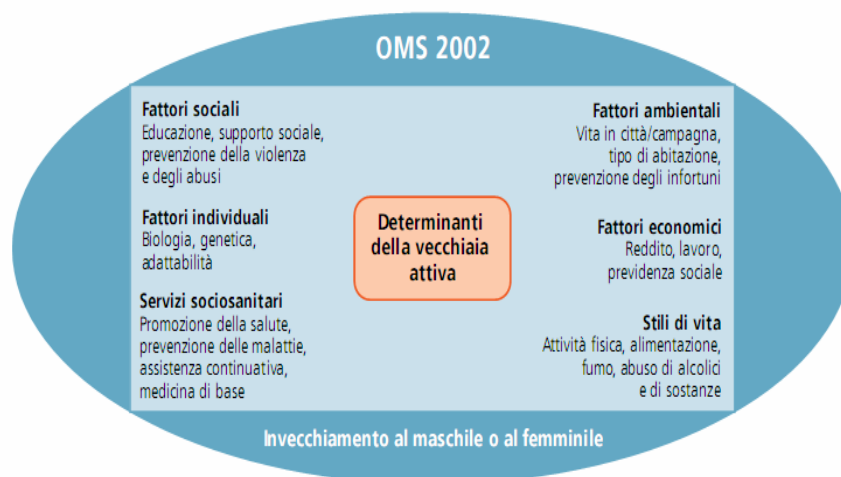 OMS 2002
Fattori sociali
Educazione, supporto sociale,
prevenzione della violenza
e degli abusi
Fattori individuali
Biologia, genetica,
adattabilità
Servizi sociosanitari
Promozione della salute,
prevenzione delle malattie,
assistenza continuativa,
medicina di base
Determinanti
della vecchiaia
attiva
Fattori ambientali
Vita in città/campagna,
tipo di abitazione,
prevenzione degli infortuni
Fattori economici
Reddito, lavoro,
previdenza sociale
Stili di vita
Attività fisica, alimentazione,
fumo, abuso di alcolici
e di sostanze
Invecchiamento al maschile o al femminile